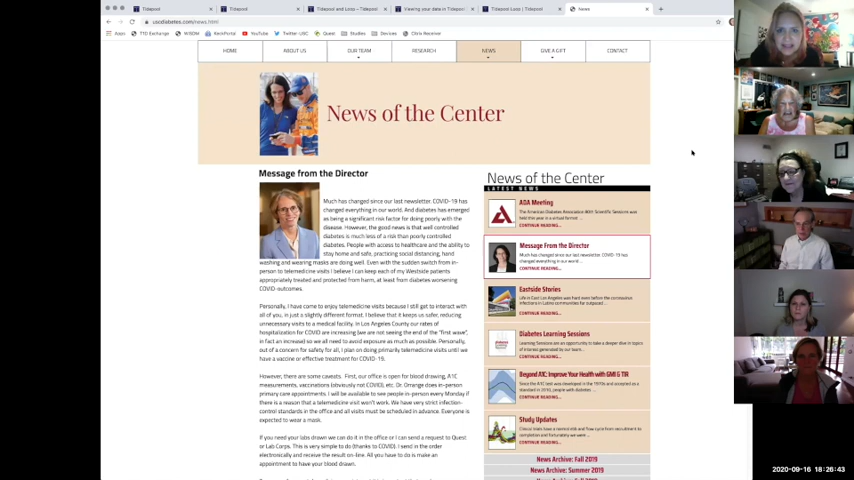 Tidepool
Tidepool
Tidepool and Loop – Tidepool
Viewing your data in Tidepool
Tidepool Loop | Tidepool
News
uscdiabetes.com/news.html
Apps
T1D Exchange
WISDM
KeckPortal
YouTube
Twitter-USC
Guest
Studies
Devices
Citrix Receiver
HOME
ABOUT US
OUR TEAM
RESEARCH
NEWS
GIVE A GIFT
CONTACT
News of the Center
Message from the Director
Much has changed since our last newsletter. COVID-19 has
changed everything in our world. And diabetes has emerged
as being a significant factor for doing poorly with the
disease. However, the good news is that well controlled
diabetes is much less of a risk than poorly controlled
diabetes. People with access to healthcare and the ability
to stay home and safe, practicing social distancing, hand
washing and wearing masks are doing well. Even with the sudden switch from in-
person to telemedicine visits I believe I can keep each of my Westside patients
appropriately treated and protected from harm, at least from diabetes worsening
COVID-outcomes.
Personally, I have come to enjoy telemedicine visits because I still get to interact with
all of you, in just a slightly different format. I believe that it keeps us safer, reducing
unnecessary visits to a medical facility. In Los Angeles County our rates of
hospitalization for COVID are increasing (we are not seeing the end of the "first wave",
in fact an increase) so we all need to avoid exposure as much as possible. Personally,
out of a concern for safety for all, I plan on doing primarily telemedicine visits until we
have a vaccine or effective treatment for COVID-19.
However, there are some caveats. First, our office is open for blood drawing, A1C
measurements, vaccinations (obviously not COVID), etc. Dr. Orange does in-person
primary care appointments. I will be available to see people in-person every Monday if
there is a reason that a telemedicine visit won't work. We have very strict infection-
control standards in the office and all visits must be scheduled in advance. Everyone is
expected to wear a mask.
If you need your labs drawn we can do it in the office or I can send a request to Quest
or Lab Corps. This is very simple to do (thanks to COVID). I send in the order
electronically and receive the result on-line. All you have to do is make an
appointment to have your blood drawn.
News of the Center
LATEST NEWS
ADA Meeting
The American Diabetes Association 80th Scientific Sessions was
held this year in a virtual format ...
CONTINUE READING...
Message From the Director
Much has changed since our last newsletter. COVID-19 has
changed everything in our world ...
CONTINUE READING...
Eastside Stories
Life in East Los Angeles was hard even before the coronavirus
infections in Latino communities far outpaced ...
CONTINUE READING...
Diabetes Learning Sessions
Learning Sessions are an opportunity to take a deeper dive in topics
of interest generated by our team...
CONTINUE READING...
Beyond A1C: Improve Your Health with GMI & TIR
Since the A1C test was developed in the 1970s and accepted as a
standard in 2010, people with diabetes...
CONTINUE READING...
Study Updates
Clinical trials have a natural ebb and flow from recruitment to
completion and fortunately we were ...
CONTINUE READING...
News Archive: Fall 2019
News Archive: Summer 2019
2020-09-16 18:26:43